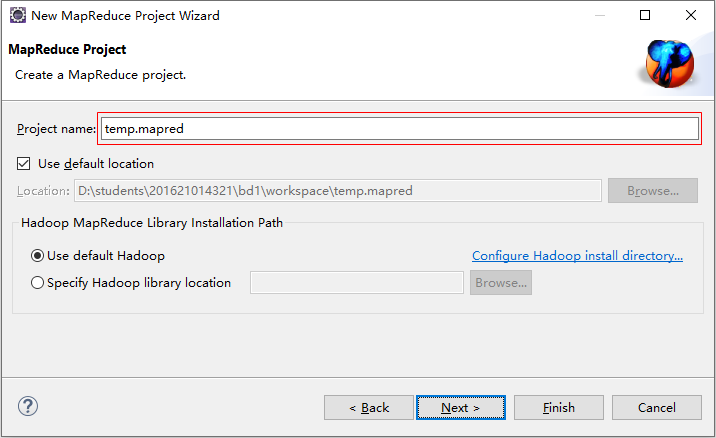 New MapReduce Project Wizard
MapReduce Project
Create a MapReduce project.
Project name: temp.mapred
Use default location
Location: D:\students\201621014321\bd1\workspace\temp.mapred Browse...
Hadoop MapReduce Library Installation Path
Use default Hadoop Configure Hadoop install directory...
Specify Hadoop library location Browse...
? < Back Next > Finish Cancel